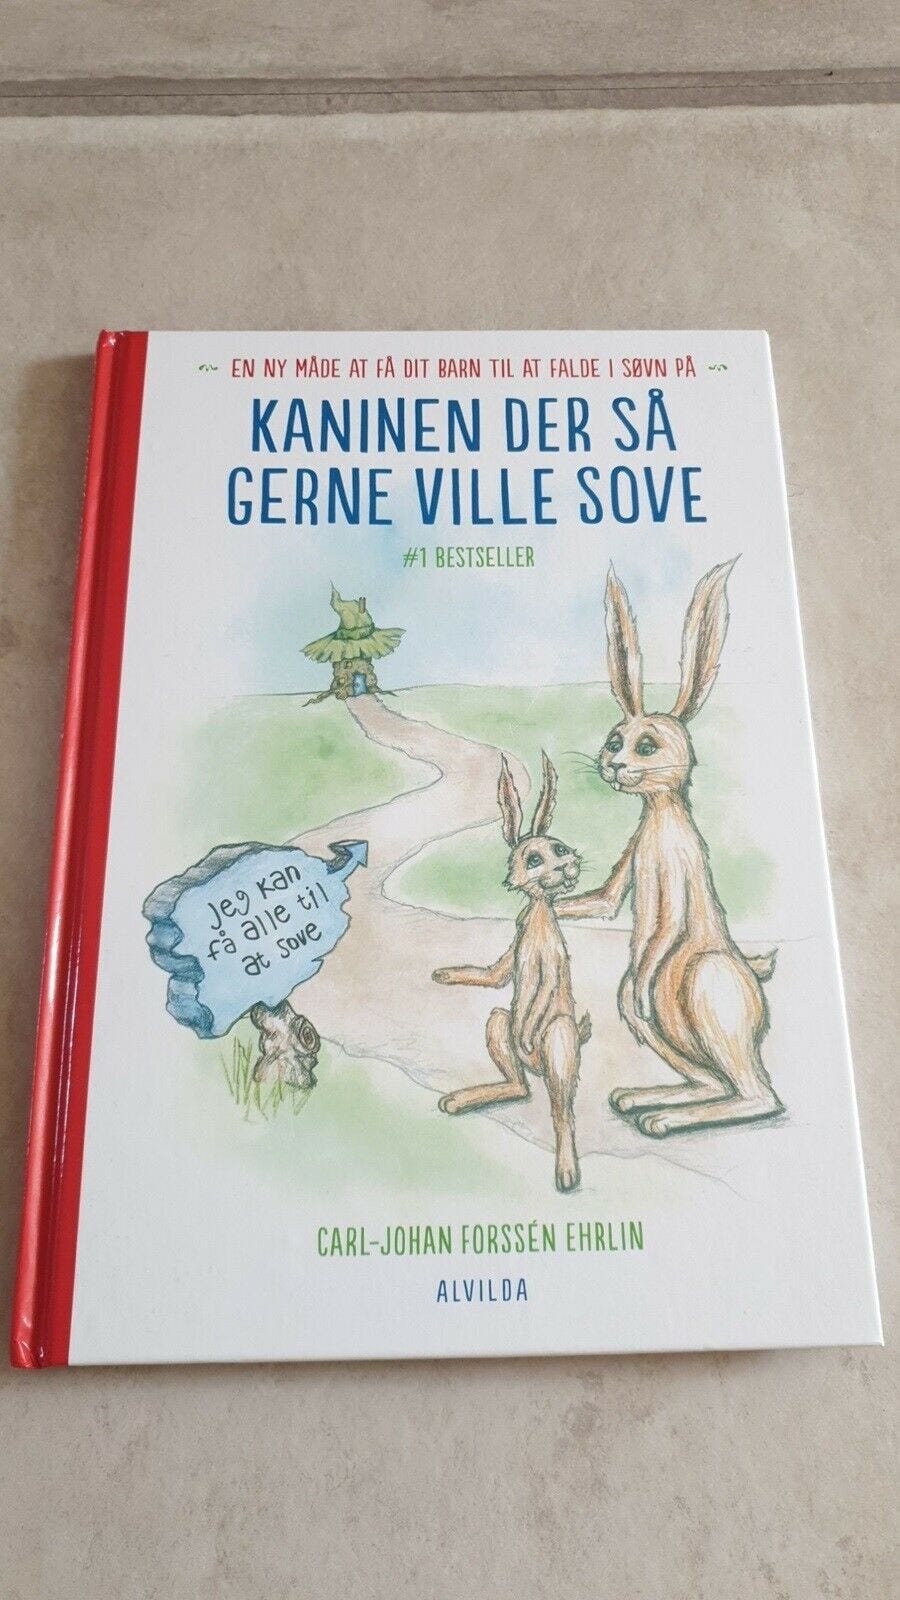 EN NY MÅDE AT FÅ DIT BARN TIL AT FALDE I SØVN PÅ
KANINEN DER SÅ
GERNE VILLE SOVE
#1 BESTSELLER
Jeg kan
få alle til
at sove
CARL-JOHAN FORSSÉN EHRLIN
ALVILDA